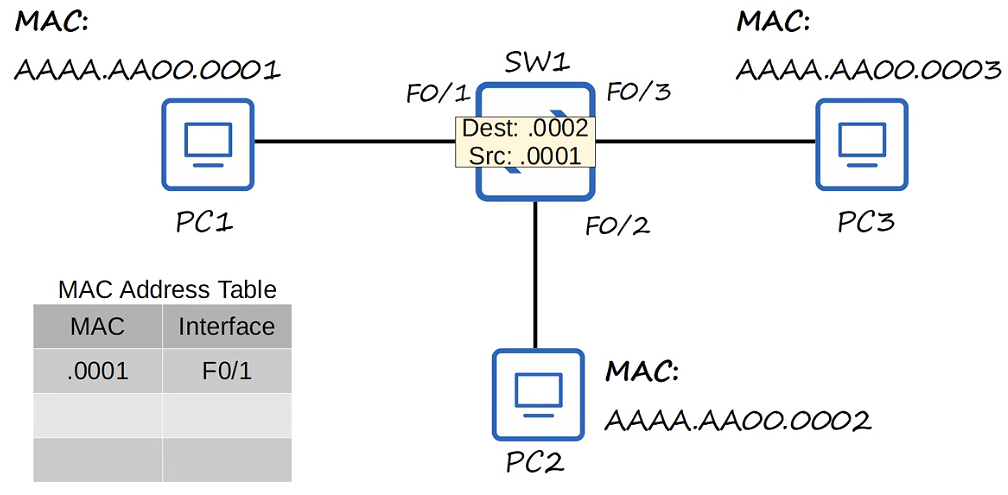 MAC:
AAAA.AA00.0001
MAC:
AAAA.AA00.0003
SW1
F0/1
F0/3
Dest: .0002
Src: .0001
PC1
F0/2
PC3
MAC Address Table
MAC Interface
.0001 F0/1
MAC:
AAAA.AA00.0002
PC2